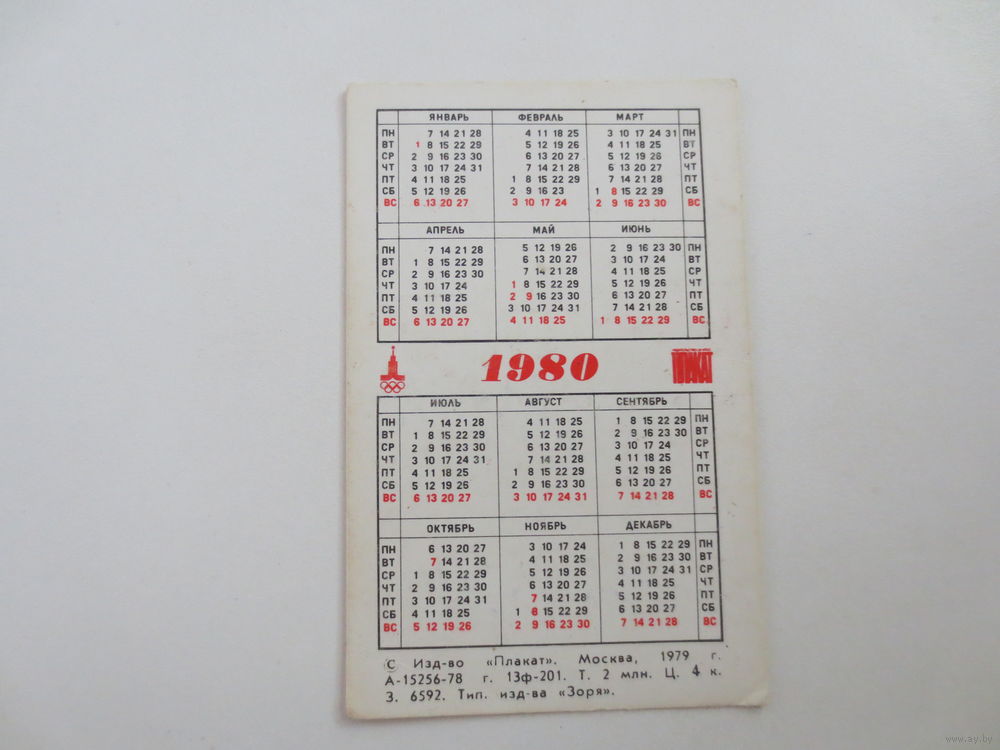 ЯНВАРЬ ФЕВРАЛЬ МАРТ
ПН 7 14 21 28 4 11 18 25 3 10 17 24 31 ПН
ВТ 1 8 15 22 29 5 12 19 26 4 11 18 25 ВТ
СР 2 9 16 23 30 6 13 20 27 5 12 19 26 СР
ЧТ 3 10 17 24 31 7 14 21 28 6 13 20 27 ЧТ
ПТ 4 11 18 25 1 8 15 22 29 7 14 21 28 ПТ
СБ 5 12 19 26 2 9 16 23 1 8 15 22 29 СБ
ВС 6 13 20 27 3 10 17 24 2 9 16 23 30 ВС
АПРЕЛЬ МАЙ ИЮНЬ
ПН 7 14 21 28 5 12 19 26 2 9 16 23 30 ПН
ВТ 1 8 15 22 29 6 13 20 27 3 10 17 24 ВТ
СР 2 9 16 23 30 7 14 21 28 4 11 18 25 СР
ЧТ 3 10 17 24 1 8 15 22 29 5 12 19 26 ЧТ
ПТ 4 11 18 25 2 9 16 23 30 6 13 20 27 ПТ
СБ 5 12 19 26 3 10 17 24 31 7 14 21 28 СБ
ВС 6 13 20 27 4 11 18 25 1 8 15 22 29 ВС
1980 ПЛАКАТ
ИЮЛЬ АВГУСТ СЕНТЯБРЬ
ПН 7 14 21 28 4 11 18 25 1 8 15 22 29 ПН
ВТ 1 8 15 22 29 5 12 19 26 2 9 16 23 30 ВТ
СР 2 9 16 23 30 6 13 20 27 3 10 17 24 СР
ЧТ 3 10 17 24 31 7 14 21 28 4 11 18 25 ЧТ
ПТ 4 11 18 25 1 8 15 22 29 5 12 19 26 ПТ
СБ 5 12 19 26 2 9 16 23 30 6 13 20 27 СБ
ВС 6 13 20 27 3 10 17 24 31 7 14 21 28 ВС
ОКТЯБРЬ НОЯБРЬ ДЕКАБРЬ
ПН 6 13 20 27 3 10 17 24 1 8 15 22 29 ПН
ВТ 7 14 21 28 4 11 18 25 2 9 16 23 30 ВТ
СР 1 8 15 22 29 5 12 19 26 3 10 17 24 31 СР
ЧТ 2 9 16 23 30 6 13 20 27 4 11 18 25 ЧТ
ПТ 3 10 17 24 31 7 14 21 28 5 12 19 26 ПТ
СБ 4 11 18 25 1 8 15 22 29 6 13 20 27 СБ
ВС 5 12 19 26 2 9 16 23 30 7 14 21 28 ВС
© Изд-во «Плакат». Москва, 1979 г.
А-15256-78 г. 13ф-201. Т. 2 млн. Ц. 4 к.
З. 6592. Тип. изд-ва «Зоря».
www.ay.by